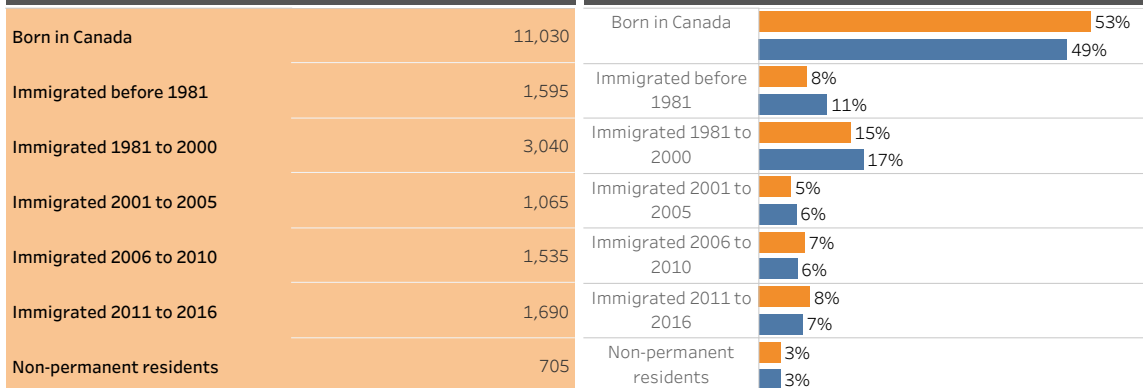 Born in Canada 11,030
Immigrated before 1981 1,595
Immigrated 1981 to 2000 3,040
Immigrated 2001 to 2005 1,065
Immigrated 2006 to 2010 1,535
Immigrated 2011 to 2016 1,690
Non-permanent residents 705
Born in Canada 53%
49%
Immigrated before 8%
1981 11%
Immigrated 1981 to 15%
2000 17%
Immigrated 2001 to 5%
2005 6%
Immigrated 2006 to 7%
2010 6%
Immigrated 2011 to 8%
2016 7%
Non-permanent 3%
residents 3%